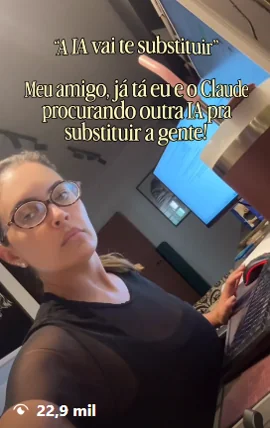 “A IA vai te substituir”
Meu amigo, já tá eu e o Claude
procurando outra IA pra
substituir a gente!
22,9 mil